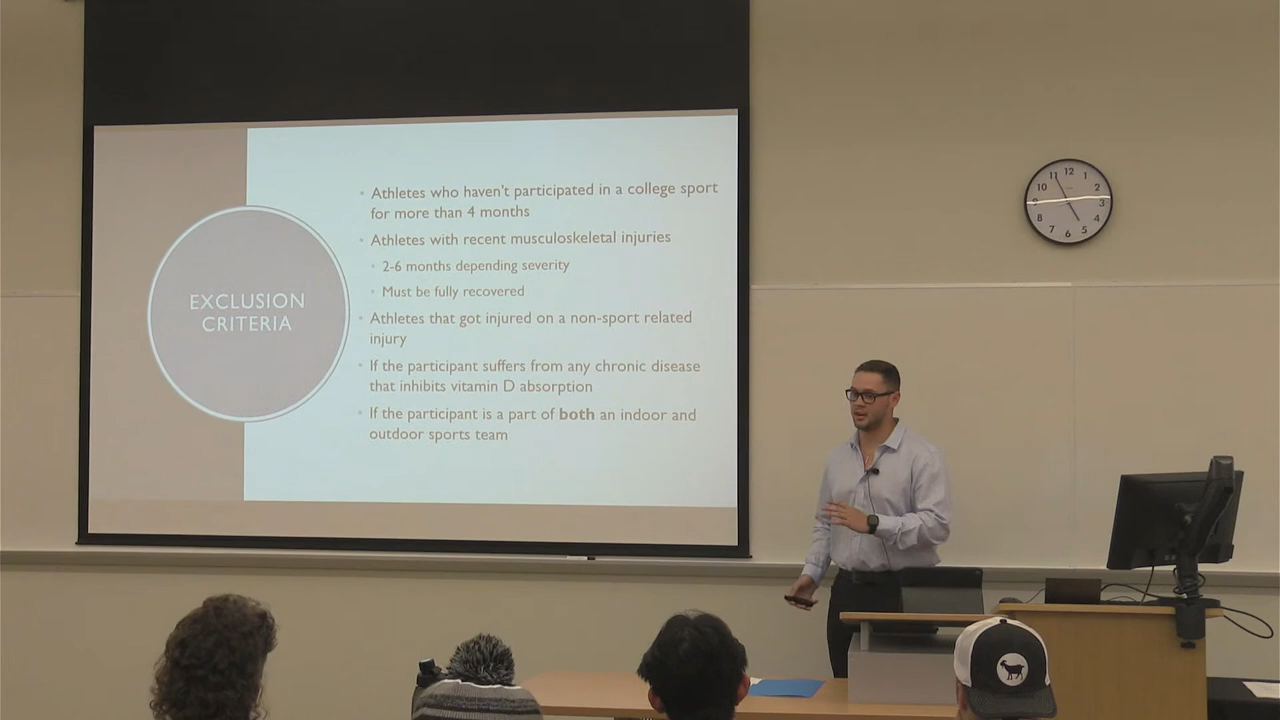 Athletes who haven't participated in a college sport
for more than 4 months
Athletes with recent musculoskeletal injuries
2-6 months depending severity
Must be fully recovered
EXCLUSION
CRITERIA
Athletes that got injured on a non-sport related
injury
If the participant suffers from any chronic disease
that inhibits vitamin D absorption
If the participant is a part of both an indoor and
outdoor sports team
12
1
2
3
4
5
6
7
8
9
10
11